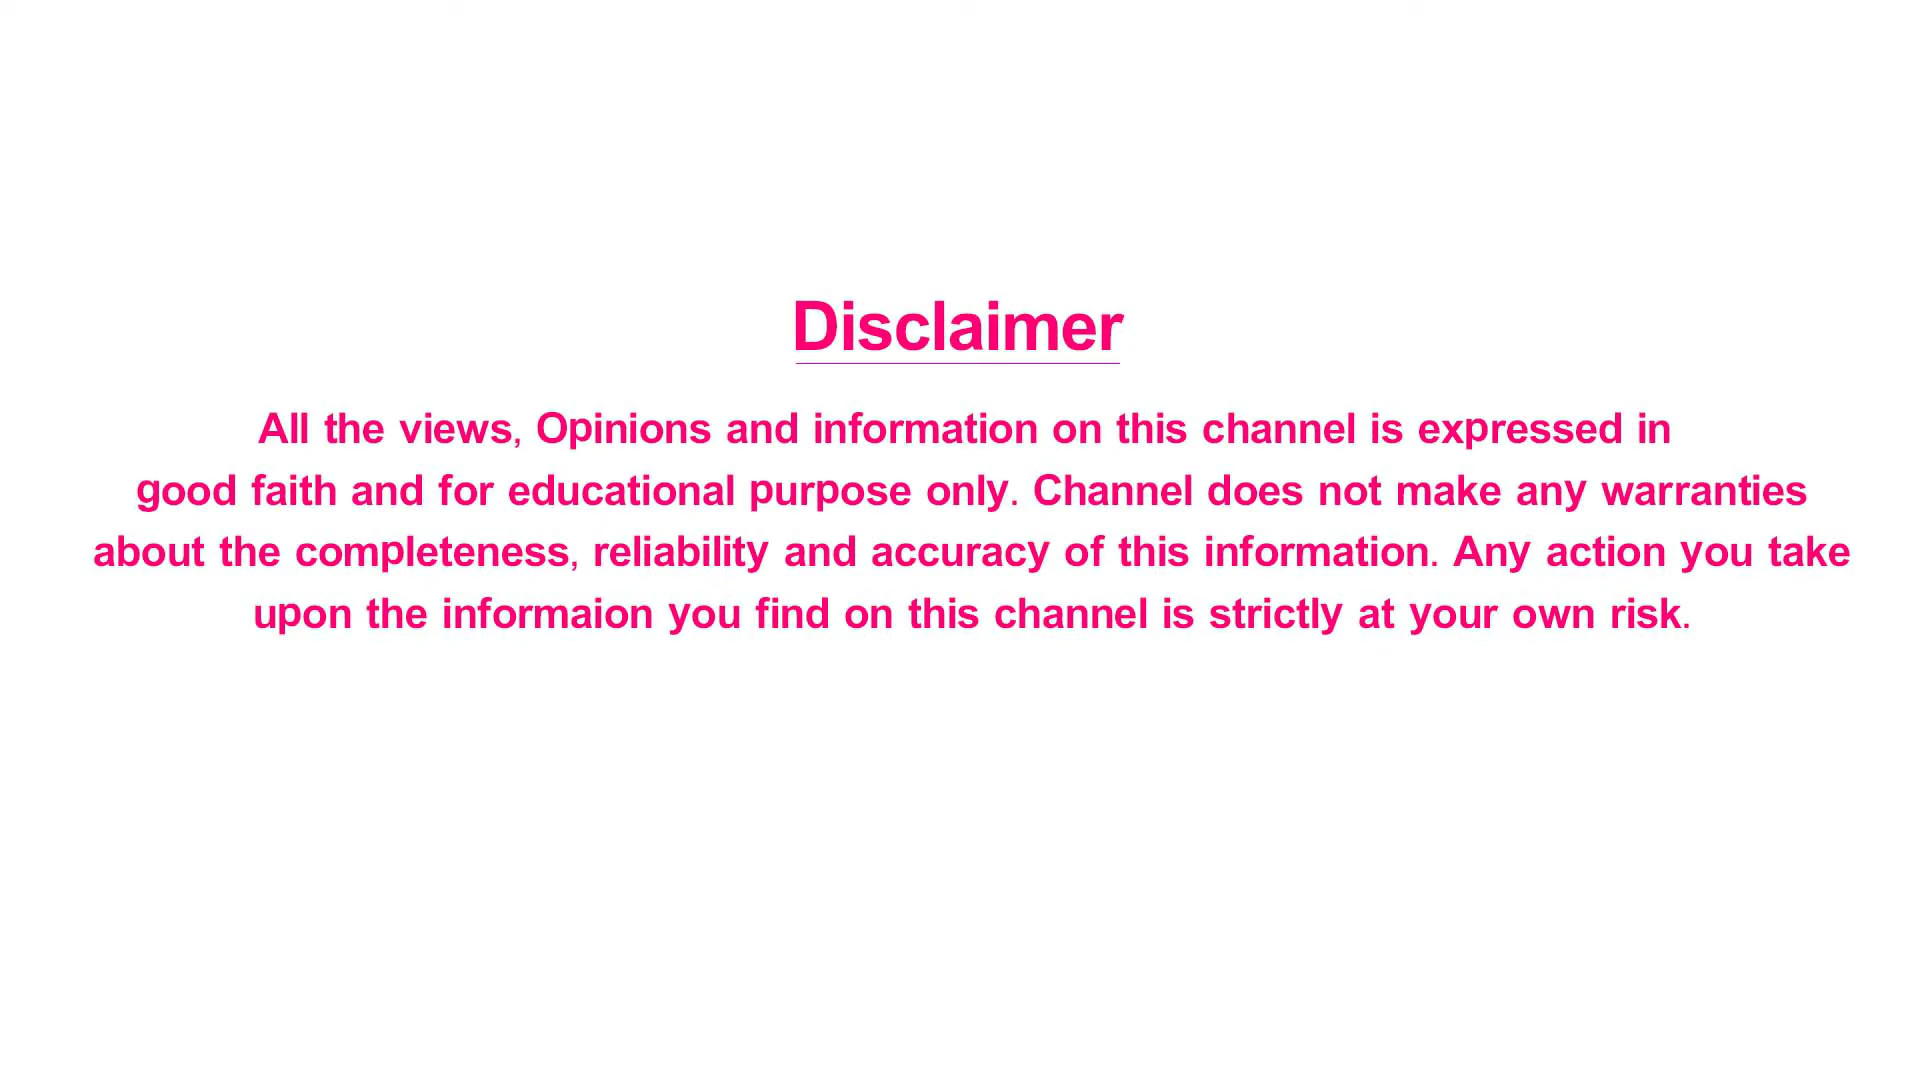 Disclaimer
All the views, Opinions and information on this channel is expressed in
good faith and for educational purpose only. Channel does not make any warranties
about the completeness, reliability and accuracy of this information. Any action you take
upon the informaion you find on this channel is strictly at your own risk.